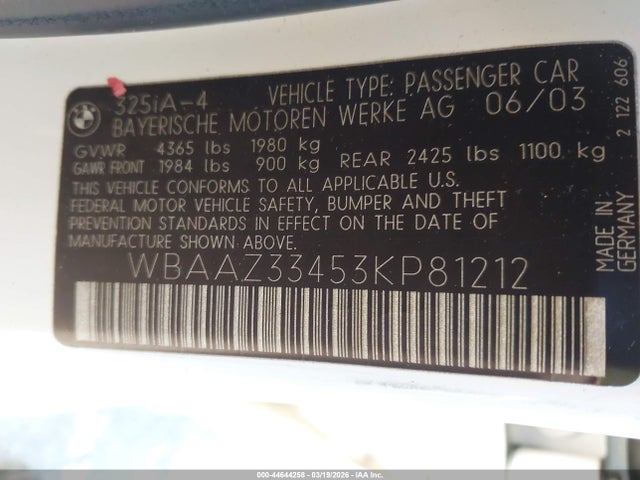 BMW
325iA-4 VEHICLE TYPE: PASSENGER CAR
BAYERISCHE MOTOREN WERKE AG 06/03
GVWR 4365 lbs 1980 kg
GAWR FRONT 1984 lbs 900 kg REAR 2425 lbs 1100 kg
THIS VEHICLE CONFORMS TO ALL APPLICABLE U.S.
FEDERAL MOTOR VEHICLE SAFETY, BUMPER AND THEFT
PREVENTION STANDARDS IN EFFECT ON THE DATE OF
MANUFACTURE SHOWN ABOVE.
WBAAZ33453KP81212
MADE IN
GERMANY
2 122 606
000-44644258 - 03/19/2026 - COPYRIGHT IAA, LLC